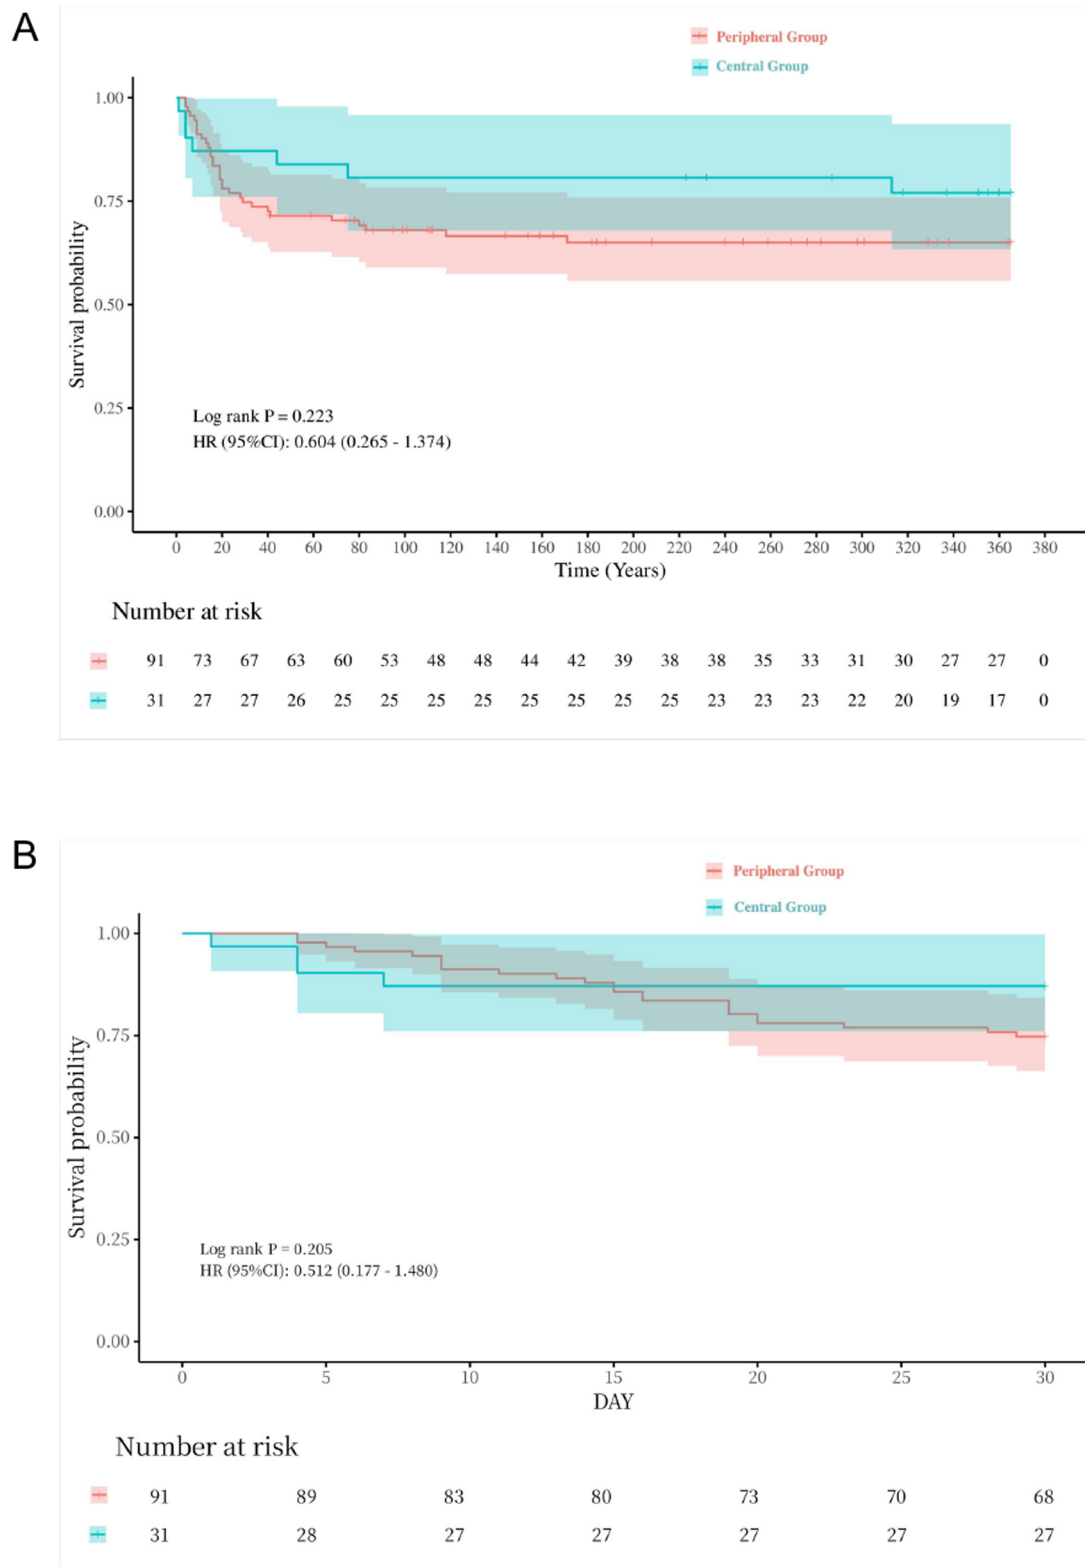 A
Peripheral Group
Central Group
1.00
0.75
0.50
0.25
0.00
Survival probability
Log rank P = 0.223
HR (95%CI): 0.604 (0.265 - 1.374)
0 20 40 60 80 100 120 140 160 180 200 220 240 260 280 300 320 340 360 380
Time (Years)
Number at risk
91 73 67 63 60 53 48 48 44 42 39 38 38 35 33 31 30 27 27 0
31 27 27 26 25 25 25 25 25 25 25 25 23 23 23 22 20 19 17 0
B
Peripheral Group
Central Group
1.00
0.75
0.50
0.25
0.00
Survival probability
Log rank P = 0.205
HR (95%CI): 0.512 (0.177 - 1.480)
0 5 10 15 20 25 30
DAY
Number at risk
91 89 83 80 73 70 68
31 28 27 27 27 27 27